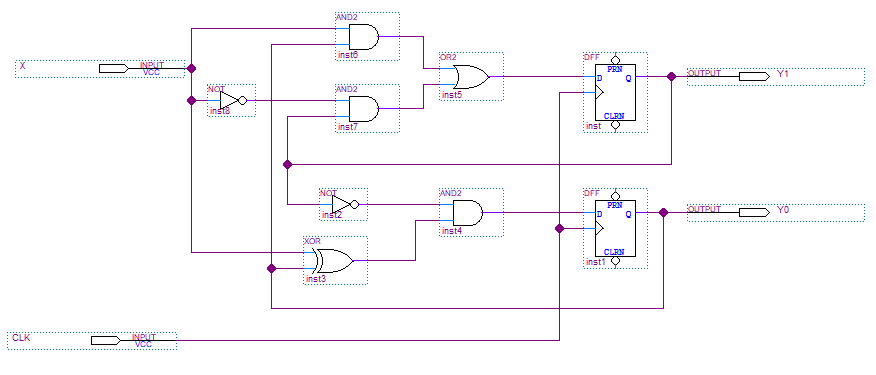 AND2
inst6
X
INPUT
VCC
OR2
inst5
DFF
PRN
D
Q
CLRN
inst
OUTPUT
Y1
NOT
inst8
AND2
inst7
NOT
inst2
AND2
inst4
DFF
PRN
D
Q
CLRN
inst1
OUTPUT
Y0
XOR
inst3
CLK
INPUT
VCC